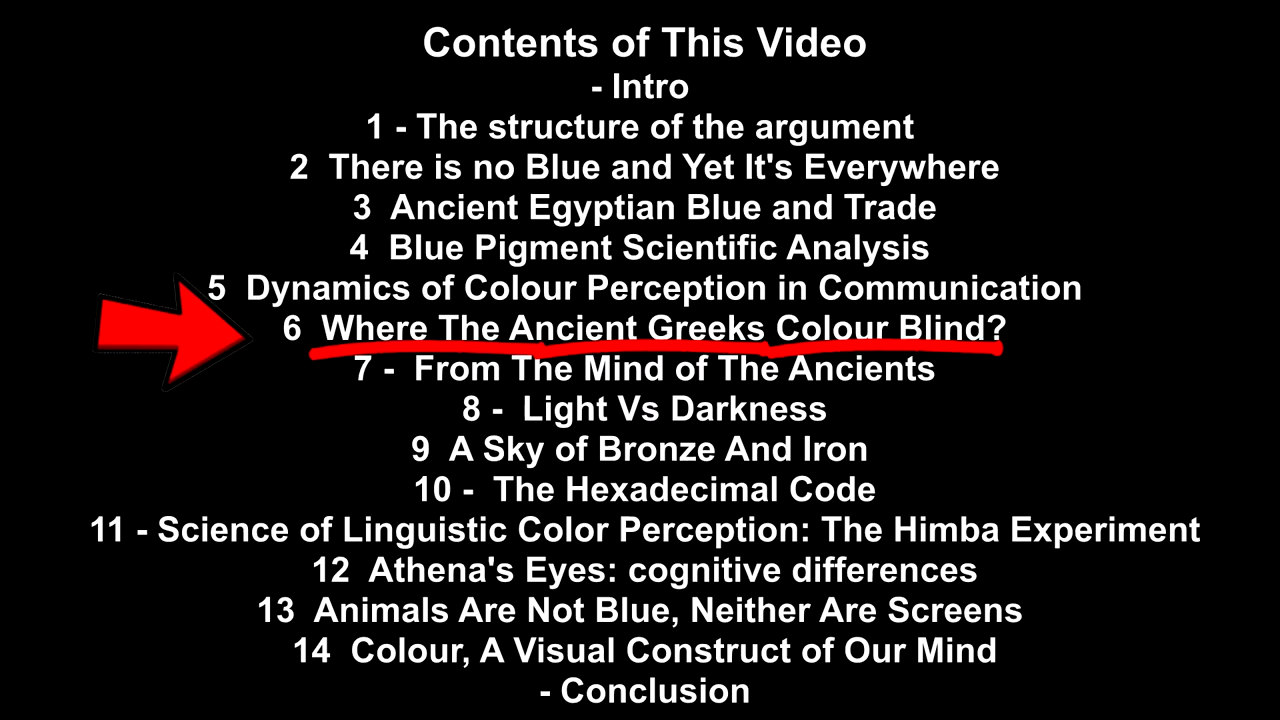 Contents of This Video
- Intro
1 - The structure of the argument
2 There is no Blue and Yet It's Everywhere
3 Ancient Egyptian Blue and Trade
4 Blue Pigment Scientific Analysis
5 Dynamics of Colour Perception in Communication
6 Where The Ancient Greeks Colour Blind?
7 - From The Mind of The Ancients
8 - Light Vs Darkness
9 A Sky of Bronze And Iron
10 - The Hexadecimal Code
11 - Science of Linguistic Color Perception: The Himba Experiment
12 Athena's Eyes: cognitive differences
13 Animals Are Not Blue, Neither Are Screens
14 Colour, A Visual Construct of Our Mind
- Conclusion